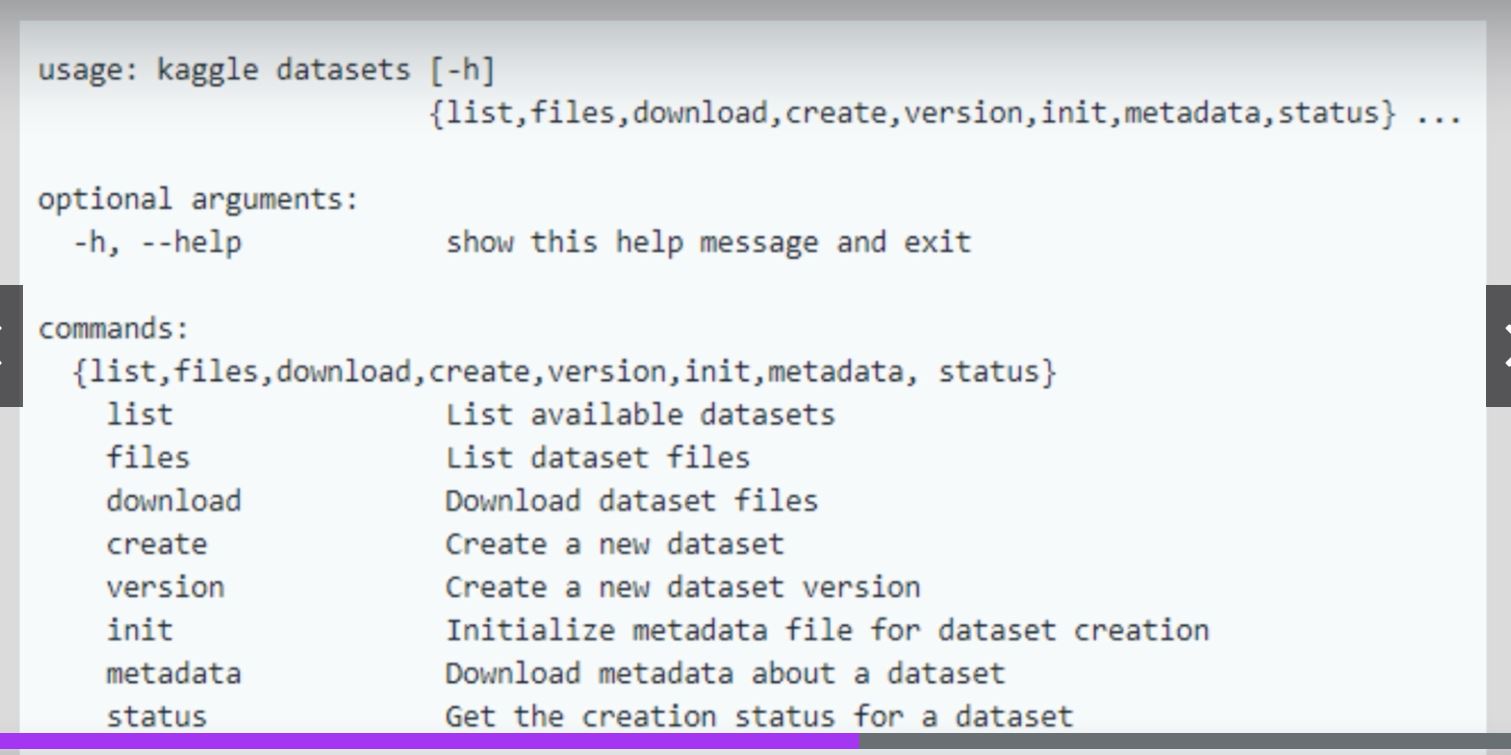 usage: kaggle datasets [-h]
{list,files,download,create,version,init,metadata,status} ...
optional arguments:
-h, --help show this help message and exit
commands:
{list,files,download,create,version,init,metadata, status}
list List available datasets
files List dataset files
download Download dataset files
create Create a new dataset
version Create a new dataset version
init Initialize metadata file for dataset creation
metadata Download metadata about a dataset
status Get the creation status for a dataset